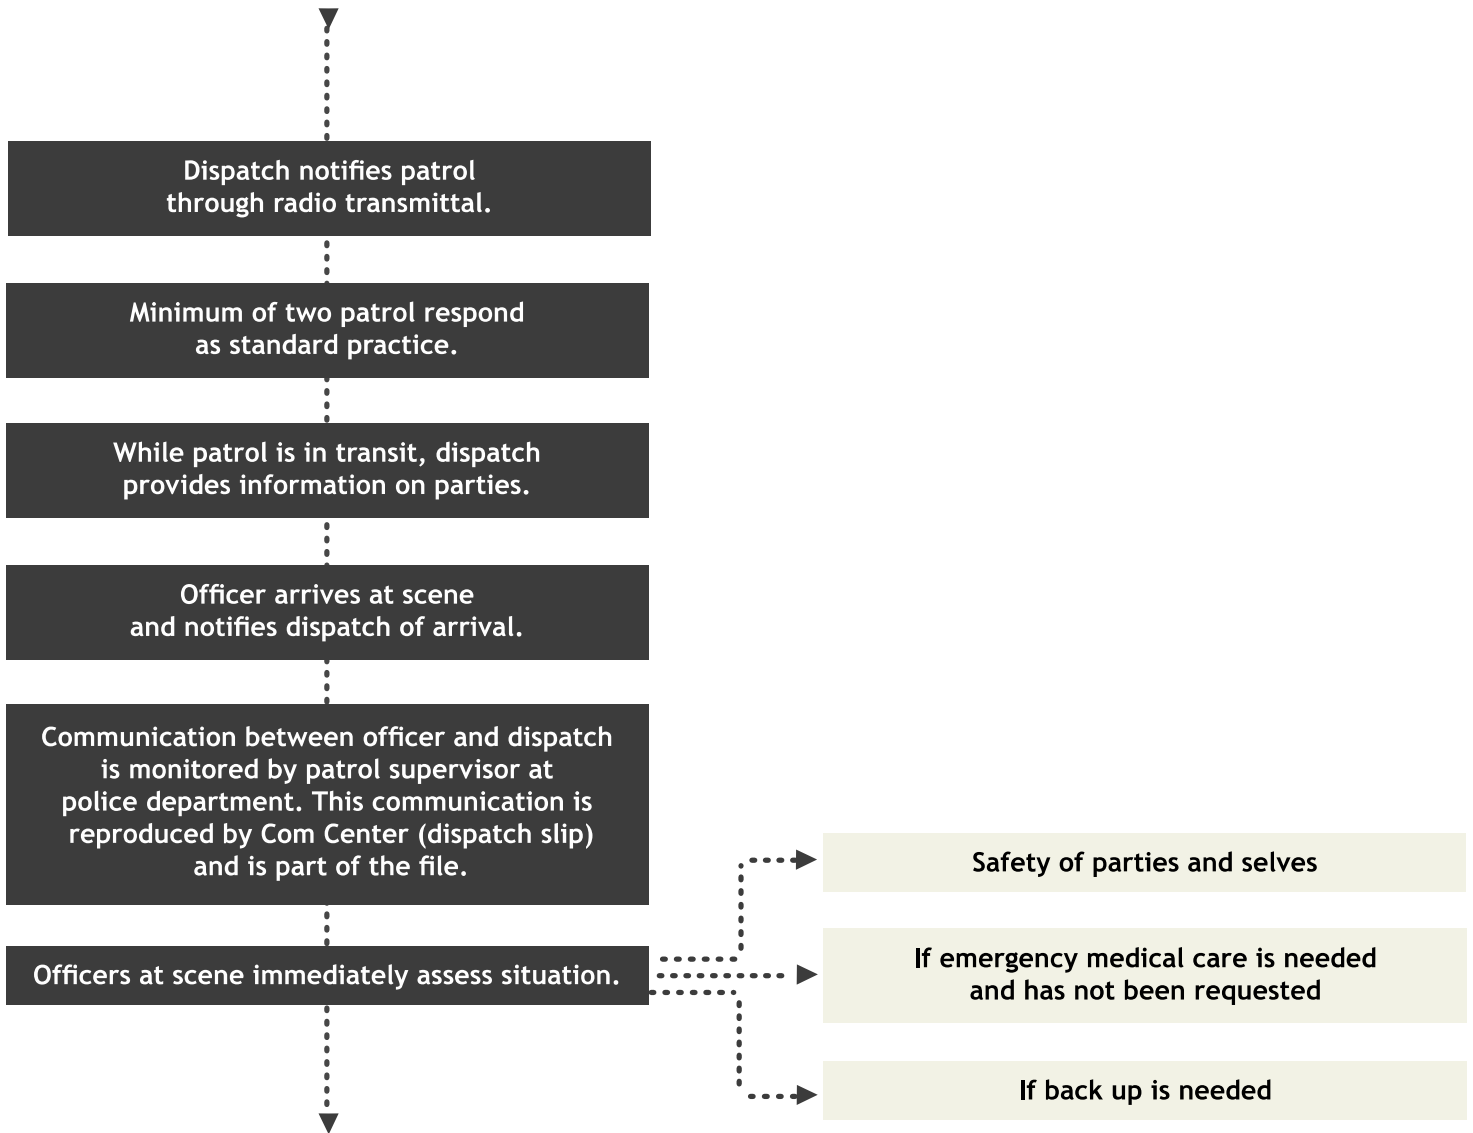 Dispatch notifies patrol
through radio transmittal.
Minimum of two patrol respond
as standard practice.
While patrol is in transit, dispatch
provides information on parties.
Officer arrives at scene
and notifies dispatch of arrival.
Communication between officer and dispatch
is monitored by patrol supervisor at
police department. This communication is
reproduced by Com Center (dispatch slip)
and is part of the file.
Officers at scene immediately assess situation.
Safety of parties and selves
If emergency medical care is needed
and has not been requested
If back up is needed